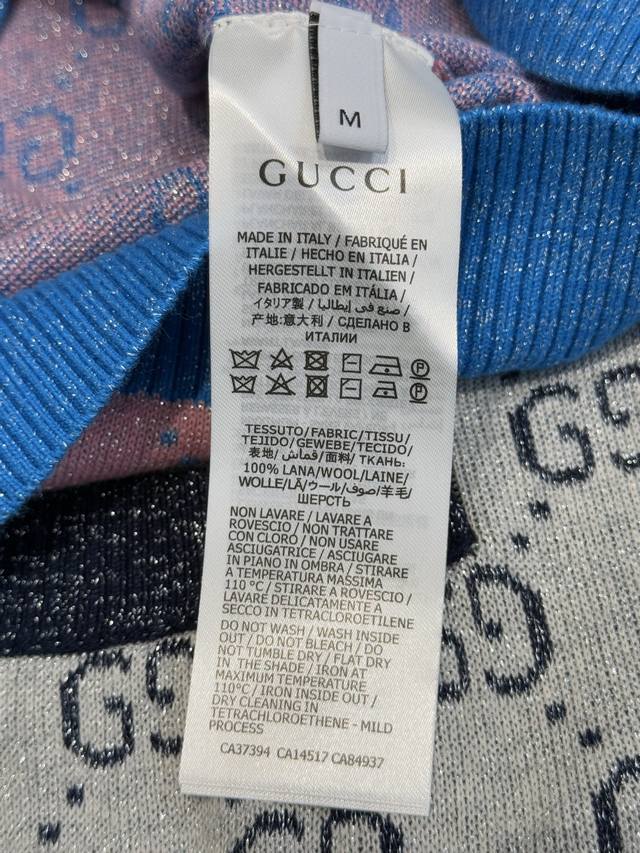 M
GUCCI
MADE IN ITALY / FABRIQUÉ EN
ITALIE / HECHO EN ITALIA /
HERGESTELLT IN ITALIEN /
FABRICADO EM ITÁLIA /
イタリア製 / صنع في إيطاليا /
产地:意大利 / СДЕЛАНО В
ИТАЛИИ
TESSUTO/FABRIC/TISSU/
TEJIDO/GEWEBE/TECIDO/
表地/ قماش/ 面料/ ТКАНЬ:
100% LANA/WOOL/LAINE/
WOLLE/LÃ/ウール/صوف/羊毛/
ШЕРСТЬ
NON LAVARE / LAVARE A
ROVESCIO / NON TRATTARE
CON CLORO / NON USARE
ASCIUGATRICE / ASCIUGARE
IN PIANO IN OMBRA / STIRARE
A TEMPERATURA MASSIMA
110 °C / STIRARE A ROVESCIO /
LAVARE DELICATAMENTE A
SECCO IN TETRACLOROETILENE
DO NOT WASH / WASH INSIDE
OUT / DO NOT BLEACH / DO
NOT TUMBLE DRY / FLAT DRY
IN THE SHADE / IRON AT
MAXIMUM TEMPERATURE
110°C / IRON INSIDE OUT /
DRY CLEANING IN
TETRACHLOROETHENE - MILD
PROCESS
CA37394 CA14517 CA84937